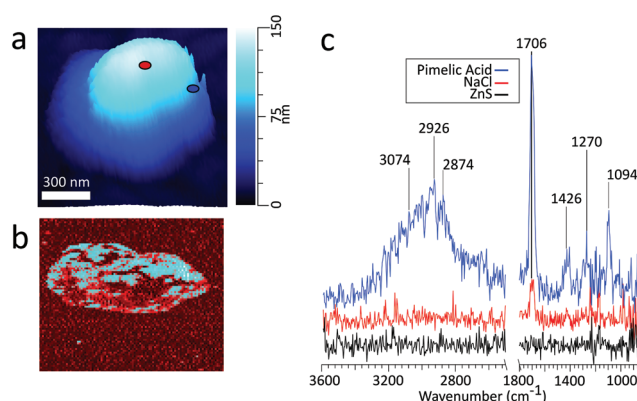 a
150
75
0
nm
300 nm
b
c
1706
Pimelic Acid
NaCl
ZnS
2926
3074
2874
1270
1426
1094
3600
3200
2800
1800
1400
1000
Wavenumber (cm-1)